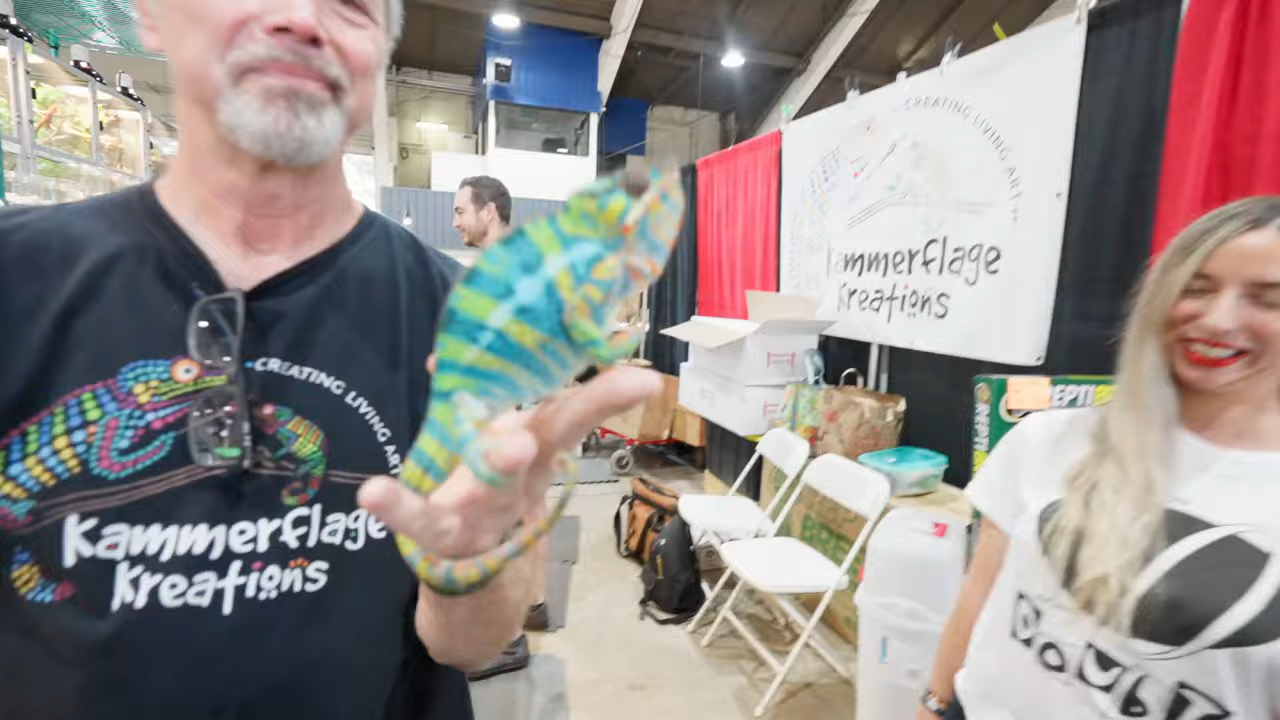 CREATING LIVING ART
Kammerflage
Kreations
CREATING LIVING ART
Kammerflage
Kreations
REPTI